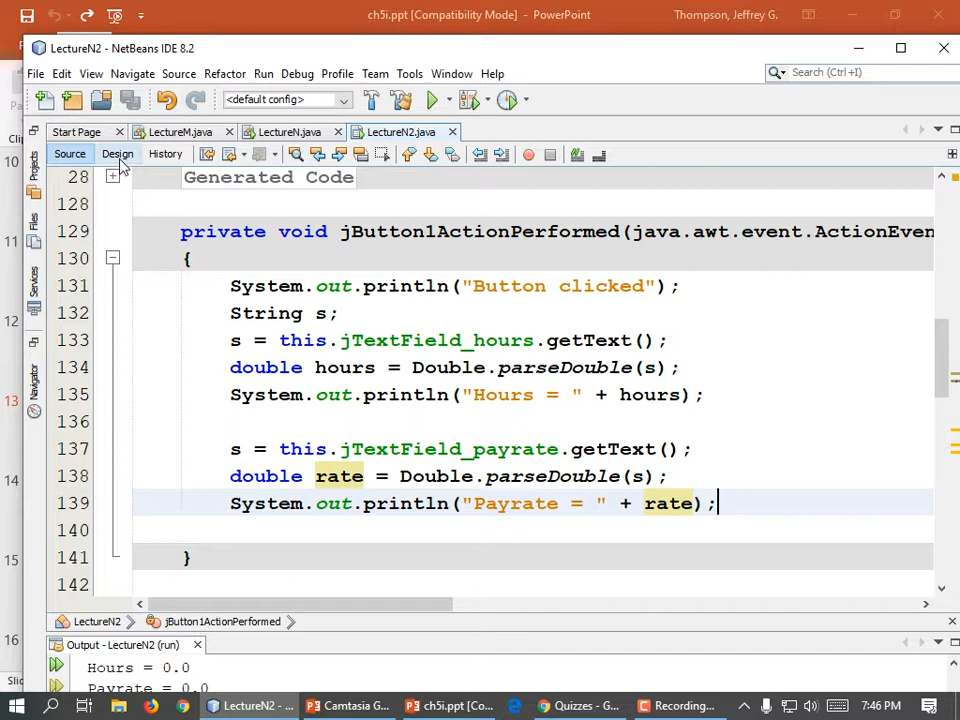 ch5i.ppt [Compatibility Mode] - PowerPoint
Thompson, Jeffrey G.
LectureN2 - NetBeans IDE 8.2
File Edit View Navigate Source Refactor Run Debug Profile Team Tools Window Help
Search (Ctrl+I)
<default config>
Start Page LectureM.java LectureN.java LectureN2.java
Source Design History
28 Generated Code
128
129 private void jButton1ActionPerformed(java.awt.event.ActionEven
130 {
131 System.out.println("Button clicked");
132 String s;
133 s = this.jTextField_hours.getText();
134 double hours = Double.parseDouble(s);
135 System.out.println("Hours = " + hours);
136
137 s = this.jTextField_payrate.getText();
138 double rate = Double.parseDouble(s);
139 System.out.println("Payrate = " + rate);
140
141 }
142
Projects
Files
Services
Navigator
10
11
12
13
14
15
16
LectureN2 jButton1ActionPerformed
Output - LectureN2 (run)
Hours = 0.0
Payrate = 0.0
LectureN2 - ... Camtasia G... ch5i.ppt [Co... Quizzes - G... Recording... 7:46 PM